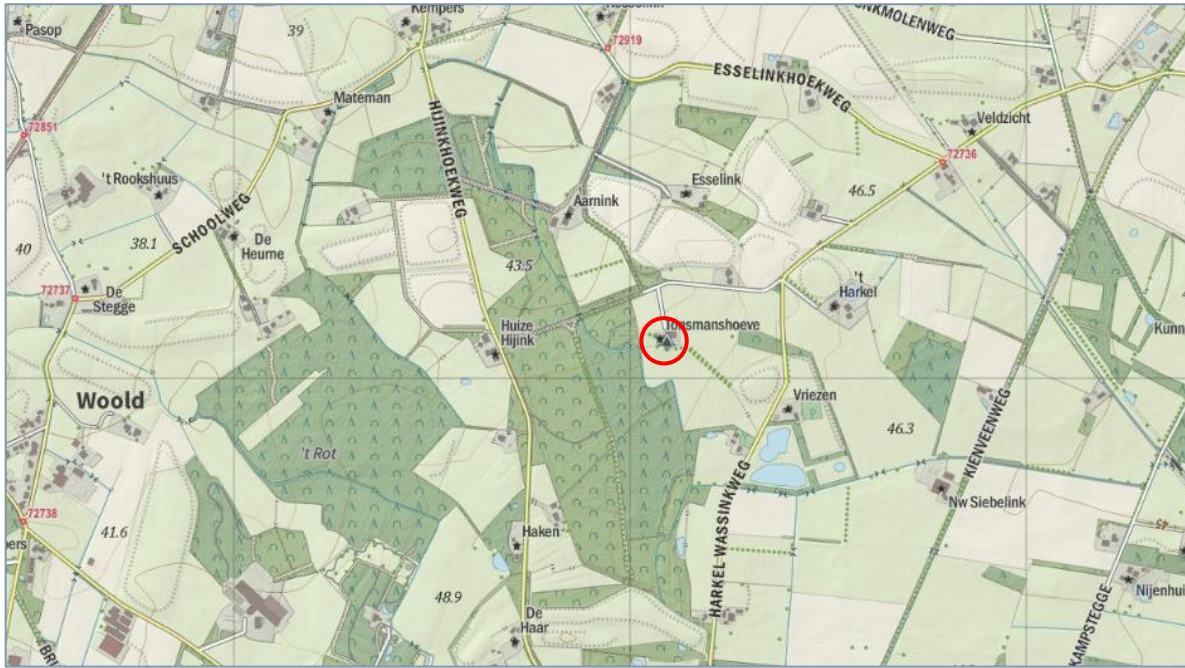 Pasop
39
Kempers
72919
ESSELINKHOEKWEG
Veldzicht
72851
Mateman
HIJINKHOEKWEG
72736
't Rookshuus
Esselink
46.5
Aarnink
SCHOOLWEG
De
Heurne
40
38.1
43.5
't
Harkel
72737
De
Stegge
Huize
Hijink
Tonsmanshoeve
Woold
Vriezen
't Rot
46.3
KIENVEENWEG
Nw Siebelink
72738
41.6
Haken
HARKEL WASSINKWEG
45
48.9
De
Haar
KAMPSTEGGE